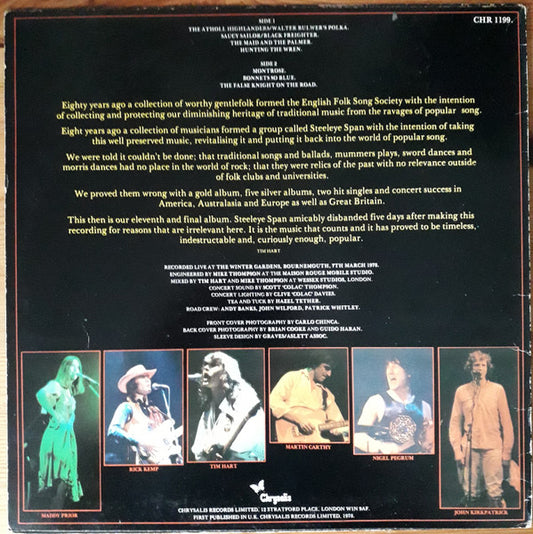 SIDE 1
CHR 1199.
THE ATHOLL HIGHLANDERS/WALTER BULWER'S POLKA.
SAUCY SAILOR/BLACK FREIGHTER.
THE MAID AND THE PALMER.
HUNTING THE WREN.
SIDE 2
MONTROSE.
BONNETS SO BLUE.
THE FALSE KNIGHT ON THE ROAD.
Eighty years ago a collection of worthy gentlefolk formed the English Folk Song Society with the intention
of collecting and protecting our diminishing heritage of traditional music from the ravages of popular song.
Eight years ago a collection of musicians formed a group called Steeleye Span with the intention of taking
this well preserved music, revitalising it and putting it back into the world of popular song.
We were told it couldn't be done; that traditional songs and ballads, mummers plays, sword dances and
morris dances had no place in the world of rock; that they were relics of the past with no relevance outside
of folk clubs and universities.
We proved them wrong with a gold album, five silver albums, two hit singles and concert success in
America, Australasia and Europe as well as Great Britain.
This then is our eleventh and final album. Steeleye Span amicably disbanded five days after making this
recording for reasons that are irrelevant here. It is the music that counts and it has proved to be timeless,
indestructable and, curiously enough, popular.
TIM HART
RECORDED LIVE AT THE WINTER GARDENS, BOURNEMOUTH, 7TH MARCH 1978.
ENGINEERED BY MIKE THOMPSON AT THE MAISON ROUGE MOBILE STUDIO.
MIXED BY TIM HART AND MIKE THOMPSON AT WESSEX STUDIOS, LONDON.
CONCERT SOUND BY SCOTT 'COLAC' THOMPSON.
CONCERT LIGHTING BY CLIVE 'COLAC' DAVIES.
TEA AND TUCK BY HAZEL TETHER.
ROAD CREW: ANDY BANKS, JOHN WILFORD, PATRICK WHITLEY.
FRONT COVER PHOTOGRAPHY BY CARLO CHINCA.
BACK COVER PHOTOGRAPHY BY BRIAN COOKE AND GUIDO HARARI.
SLEEVE DESIGN BY GRAVES/ASLETT ASSOC.
MARTIN CARTHY
NIGEL PEGRUM
RICK KEMP
TIM HART
MADDY PRIOR
JOHN KIRKPATRICK
Chrysalis
CHRYSALIS RECORDS LIMITED, 12 STRATFORD PLACE, LONDON W1N 9AF.
FIRST PUBLISHED IN U.K. CHRYSALIS RECORDS LIMITED, 1978.